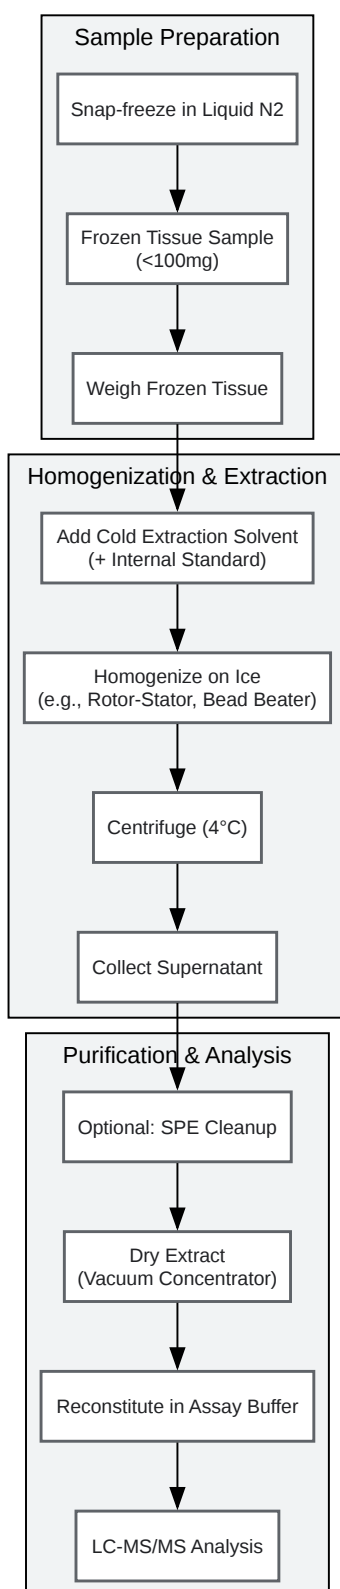 Sample Preparation
Snap-freeze in Liquid N2
Frozen Tissue Sample
(<100mg)
Weigh Frozen Tissue
Homogenization & Extraction
Add Cold Extraction Solvent
(+ Internal Standard)
Homogenize on Ice
(e.g., Rotor-Stator, Bead Beater)
Centrifuge (4°C)
Collect Supernatant
Purification & Analysis
Optional: SPE Cleanup
Dry Extract
(Vacuum Concentrator)
Reconstitute in Assay Buffer
LC-MS/MS Analysis